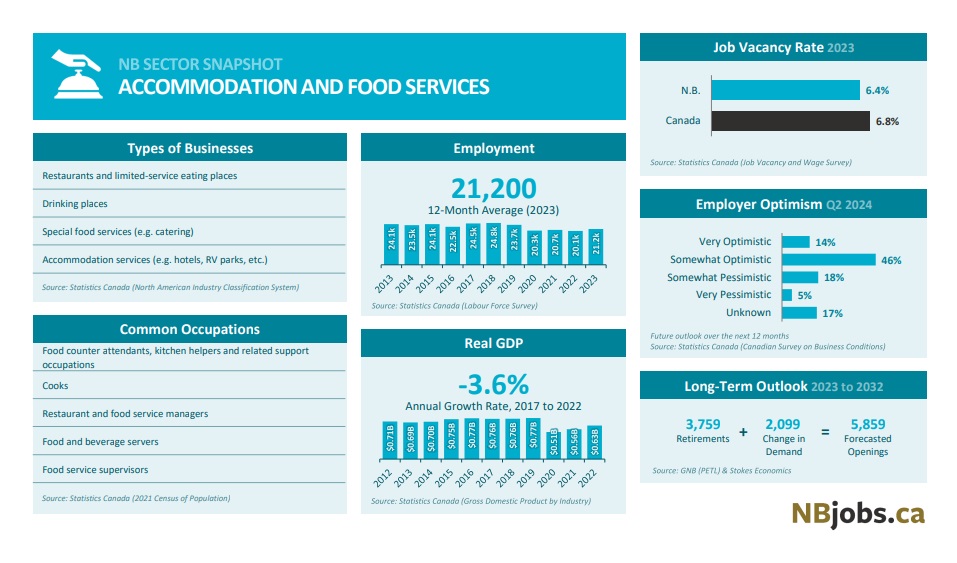 NB SECTOR SNAPSHOT
ACCOMMODATION AND FOOD SERVICES
Types of Businesses
Restaurants and limited-service eating places
Drinking places
Special food services (e.g. catering)
Accommodation services (e.g. hotels, RV parks, etc.)
Source: Statistics Canada (North American Industry Classification System)
Common Occupations
Food counter attendants, kitchen helpers and related support
occupations
Cooks
Restaurant and food service managers
Food and beverage servers
Food service supervisors
Source: Statistics Canada (2021 Census of Population)
Employment
21,200
12-Month Average (2023)
24.1k 23.5k 24.1k 22.5k 24.5k 24.8k 23.7k 20.3k 20.7k 20.1k 21.2k
2013 2014 2015 2016 2017 2018 2019 2020 2021 2022 2023
Source: Statistics Canada (Labour Force Survey)
Real GDP
-3.6%
Annual Growth Rate, 2017 to 2022
$0.71B $0.69B $0.70B $0.75B $0.77B $0.76B $0.76B $0.77B $0.51B $0.56B $0.63B
2012 2013 2014 2015 2016 2017 2018 2019 2020 2021 2022
Source: Statistics Canada (Gross Domestic Product by Industry)
Job Vacancy Rate 2023
N.B. 6.4%
Canada 6.8%
Source: Statistics Canada (Job Vacancy and Wage Survey)
Employer Optimism Q2 2024
Very Optimistic 14%
Somewhat Optimistic 46%
Somewhat Pessimistic 18%
Very Pessimistic 5%
Unknown 17%
Future outlook over the next 12 months
Source: Statistics Canada (Canadian Survey on Business Conditions)
Long-Term Outlook 2023 to 2032
3,759 + 2,099 = 5,859
Retirements Change in Forecasted
Demand Openings
Source: GNB (PETL) & Stokes Economics
NBjobs.ca